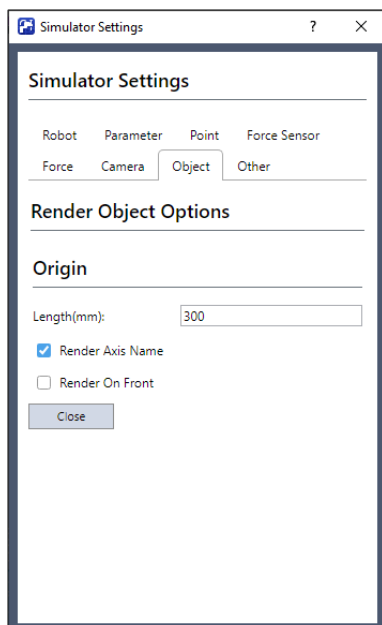 Simulator Settings ?
Simulator Settings
Robot Parameter Point Force Sensor
Force Camera Object Other
Render Object Options
Origin
Length(mm): 300
Render Axis Name
Render On Front
Close